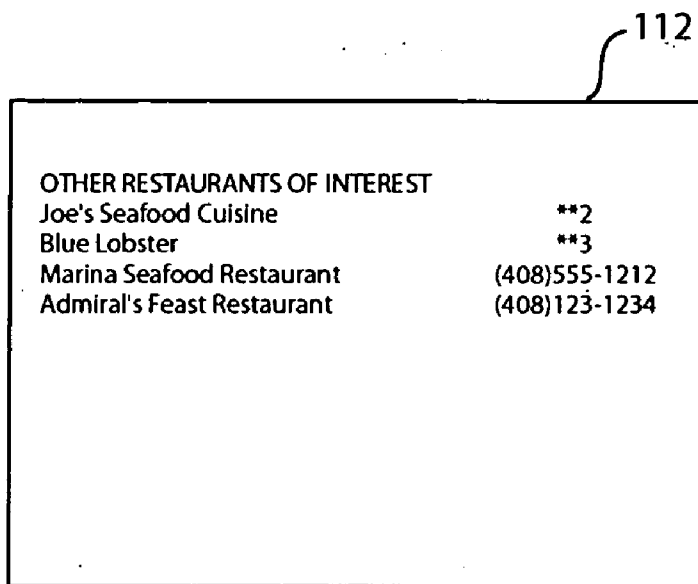 112
OTHER RESTAURANTS OF INTEREST
Joe's Seafood Cuisine **2
Blue Lobster **3
Marina Seafood Restaurant (408)555-1212
Admiral's Feast Restaurant (408)123-1234